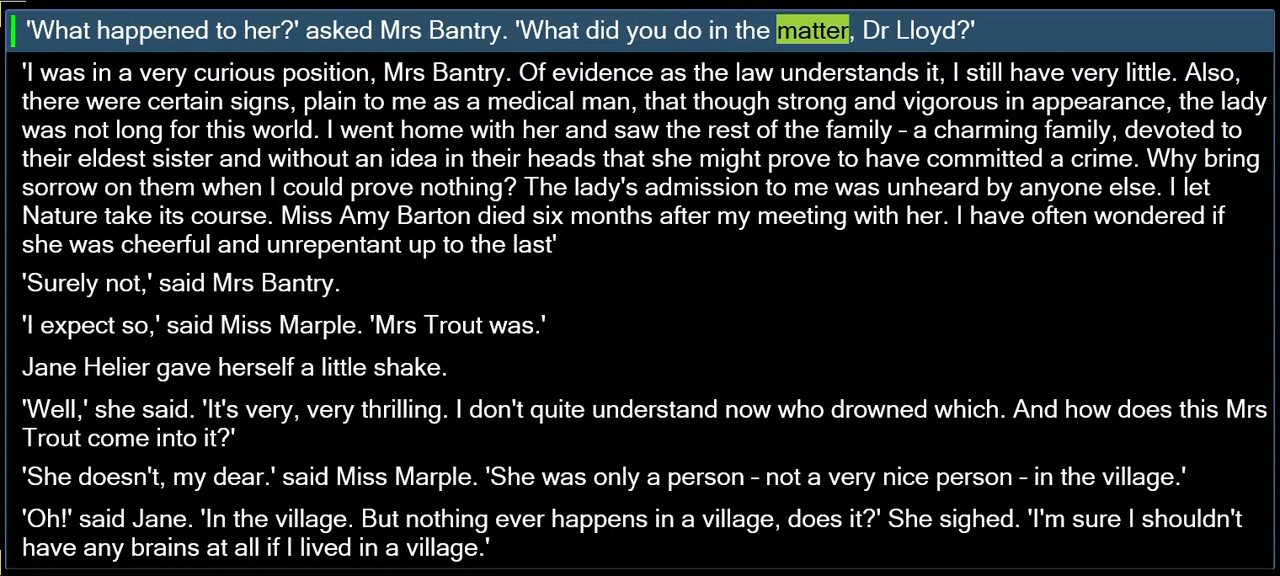 'What happened to her?' asked Mrs Bantry. 'What did you do in the matter, Dr Lloyd?'
'I was in a very curious position, Mrs Bantry. Of evidence as the law understands it, I still have very little. Also,
there were certain signs, plain to me as a medical man, that though strong and vigorous in appearance, the lady
was not long for this world. I went home with her and saw the rest of the family – a charming family, devoted to
their eldest sister and without an idea in their heads that she might prove to have committed a crime. Why bring
sorrow on them when I could prove nothing? The lady's admission to me was unheard by anyone else. I let
Nature take its course. Miss Amy Barton died six months after my meeting with her. I have often wondered if
she was cheerful and unrepentant up to the last'
'Surely not,' said Mrs Bantry.
'I expect so,' said Miss Marple. 'Mrs Trout was.'
Jane Helier gave herself a little shake.
'Well,' she said. 'It's very, very thrilling. I don't quite understand now who drowned which. And how does this Mrs
Trout come into it?'
'She doesn't, my dear.' said Miss Marple. 'She was only a person – not a very nice person – in the village.'
'Oh!' said Jane. 'In the village. But nothing ever happens in a village, does it?' She sighed. 'I'm sure I shouldn't
have any brains at all if I lived in a village.'